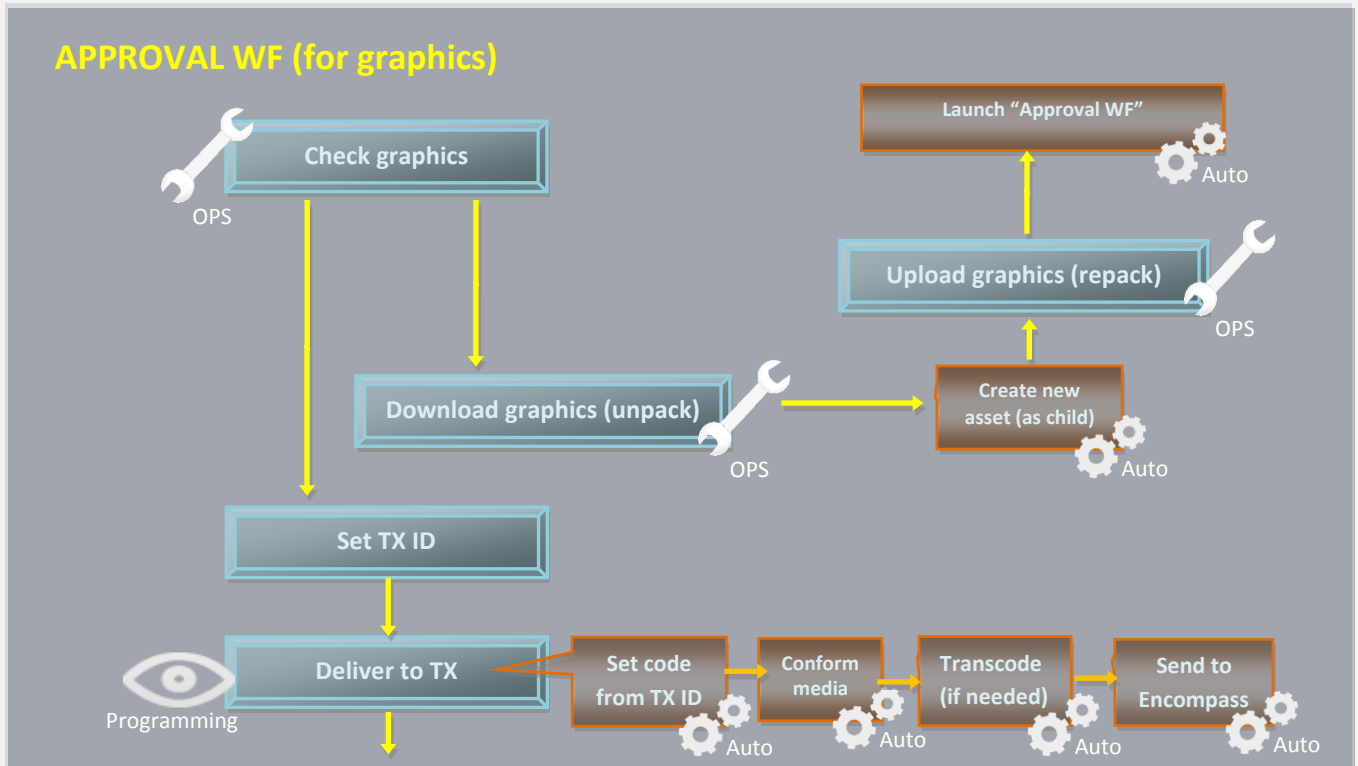 APPROVAL WF (for graphics)
Launch “Approval WF”
Auto
Check graphics
OPS
Upload graphics (repack)
OPS
Download graphics (unpack)
OPS
Create new
asset (as child)
Auto
Set TX ID
Deliver to TX
Programming
Set code
from TX ID
Auto
Conform
media
Auto
Transcode
(if needed)
Auto
Send to
Encompass
Auto